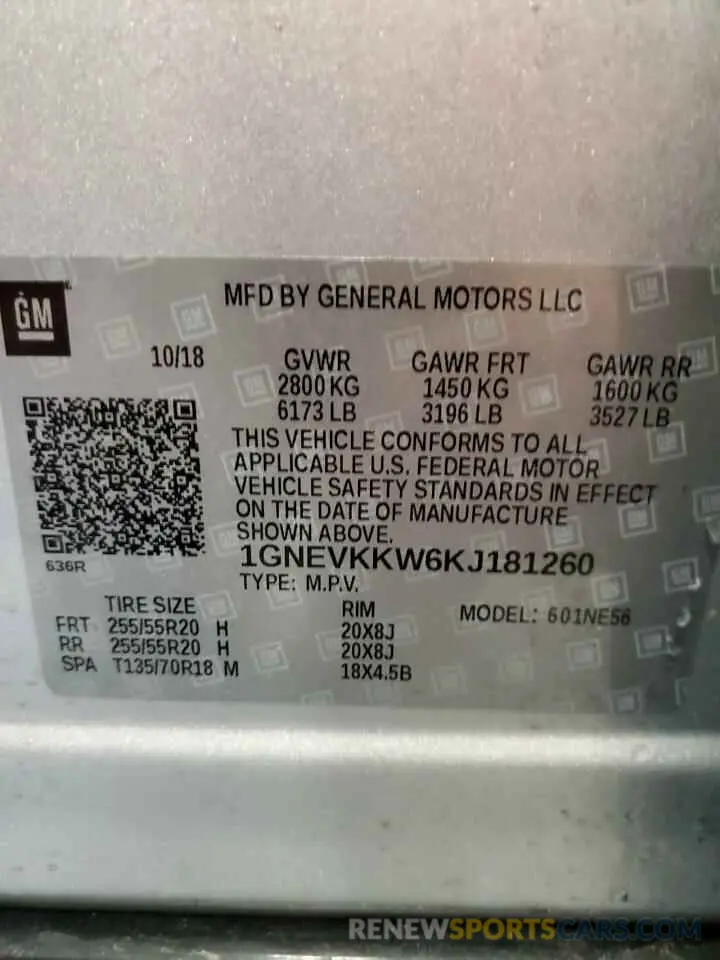 GM
MFD BY GENERAL MOTORS LLC
10/18 GVWR GAWR FRT GAWR RR
2800 KG 1450 KG 1600 KG
6173 LB 3196 LB 3527 LB
THIS VEHICLE CONFORMS TO ALL
APPLICABLE U.S. FEDERAL MOTOR
VEHICLE SAFETY STANDARDS IN EFFECT
ON THE DATE OF MANUFACTURE
SHOWN ABOVE.
636R
1GNEVKKW6KJ181260
TYPE: M.P.V.
TIRE SIZE RIM MODEL: 601NE56
FRT 255/55R20 H 20X8J
RR 255/55R20 H 20X8J
SPA T135/70R18 M 18X4.5B
RENEWSPORTSCARS.COM